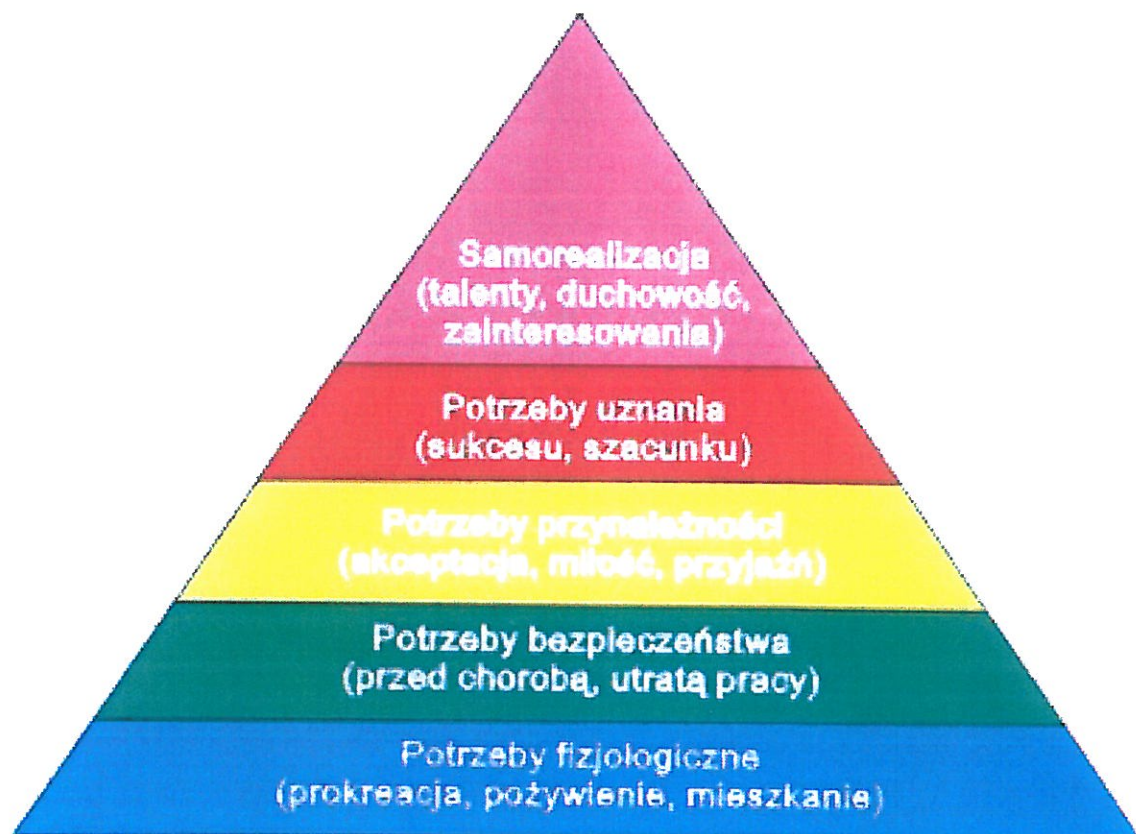 Samorealizacja
(talenty, duchowość,
zainteresowania)
Potrzeby uznania
(sukcesu, szacunku)
Potrzeby przynależności
(akceptacja, miłość, przyjaźń)
Potrzeby bezpieczeństwa
(przed chorobą, utratą pracy)
Potrzeby fizjologiczne
(prokreacja, pożywienie, mieszkanie)